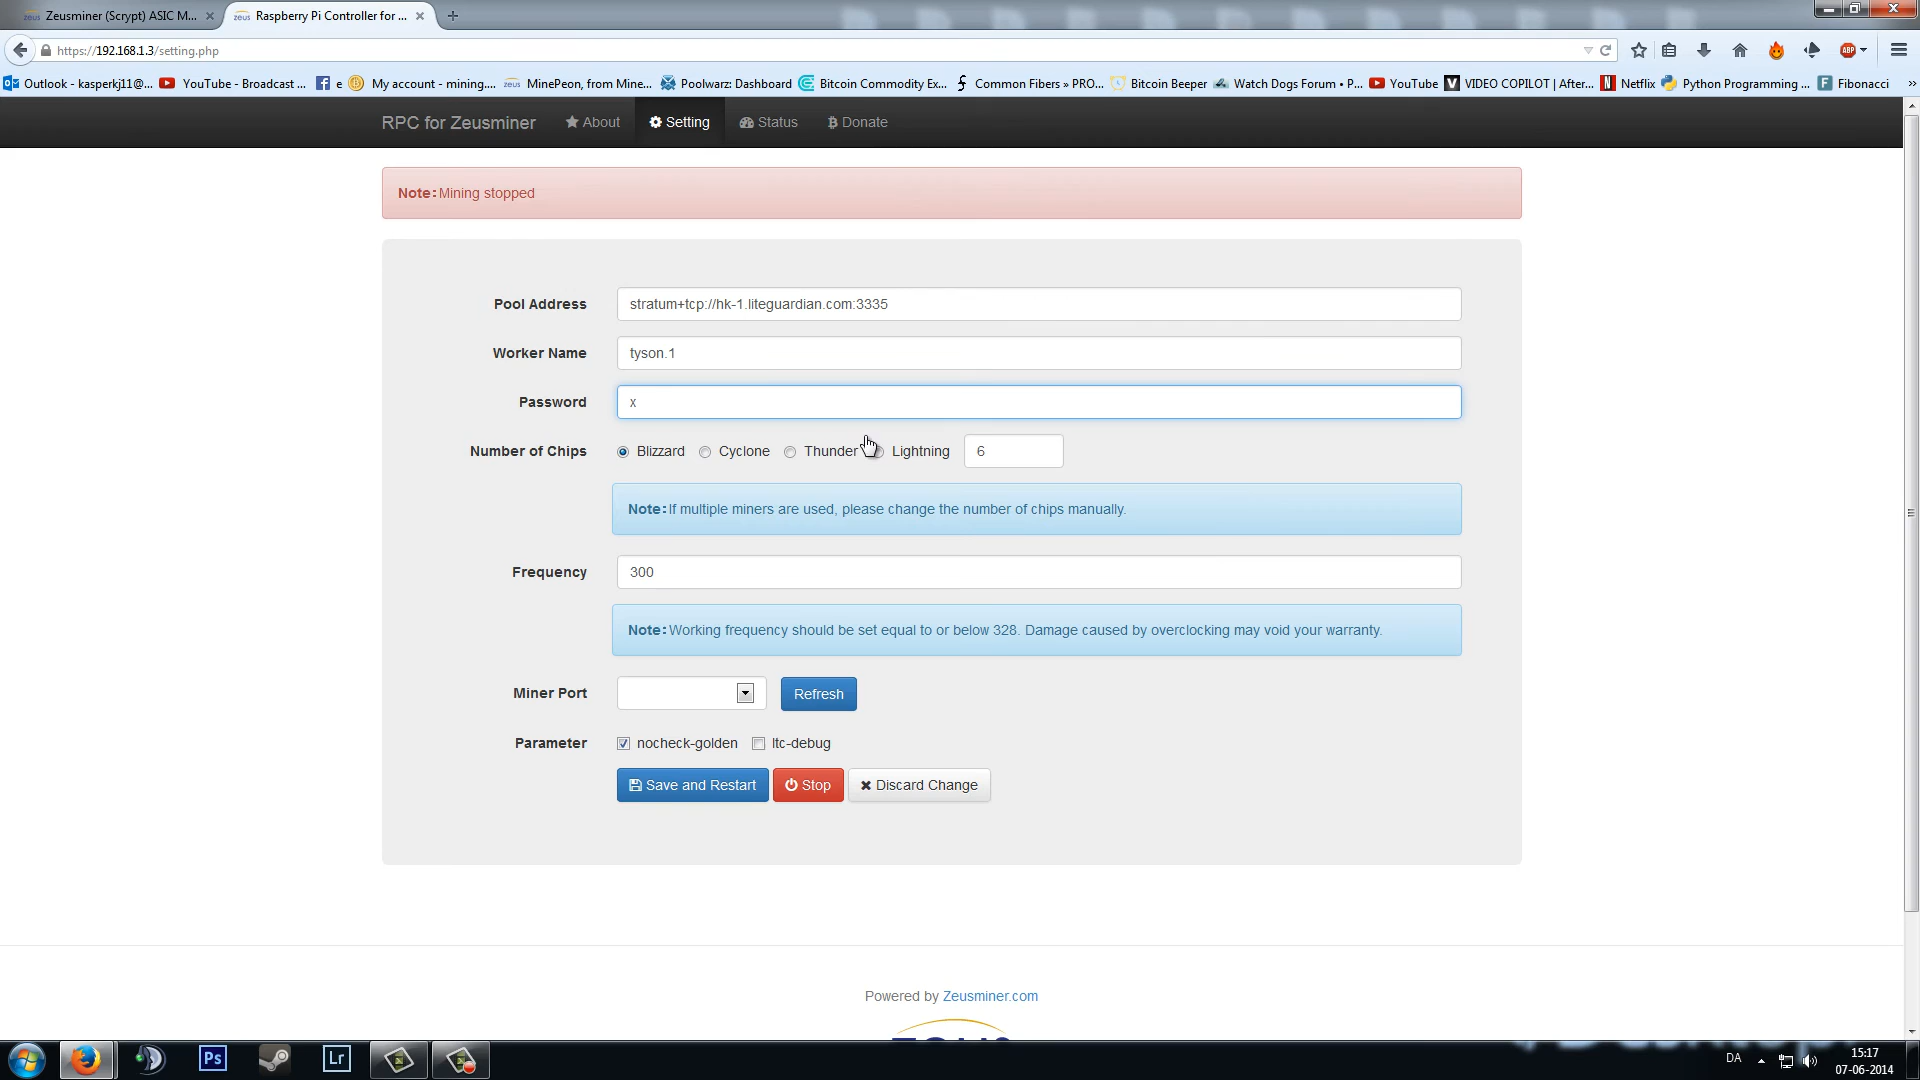 Zeusminer (Scrypt) ASIC M...
Raspberry Pi Controller for ...
https://192.168.1.3/setting.php
ABP
Outlook - kasperkj11@...
YouTube - Broadcast ...
e
My account - mining....
MinePeon, from Mine...
Poolwarz: Dashboard
Bitcoin Commodity Ex...
Common Fibers » PRO...
Bitcoin Beeper
Watch Dogs Forum • P...
YouTube
VIDEO COPILOT | After...
Netflix
Python Programming ...
Fibonacci
RPC for Zeusminer
About
Setting
Status
Donate
Note: Mining stopped
Pool Address
stratum+tcp://hk-1.liteguardian.com:3335
Worker Name
tyson.1
Password
x
Number of Chips
Blizzard
Cyclone
Thunder
Lightning
6
Note: If multiple miners are used, please change the number of chips manually.
Frequency
300
Note: Working frequency should be set equal to or below 328. Damage caused by overclocking may void your warranty.
Miner Port
Refresh
Parameter
nocheck-golden
ltc-debug
Save and Restart
Stop
Discard Change
Powered by Zeusminer.com
Ps
Lr
DA
15:17
07-06-2014